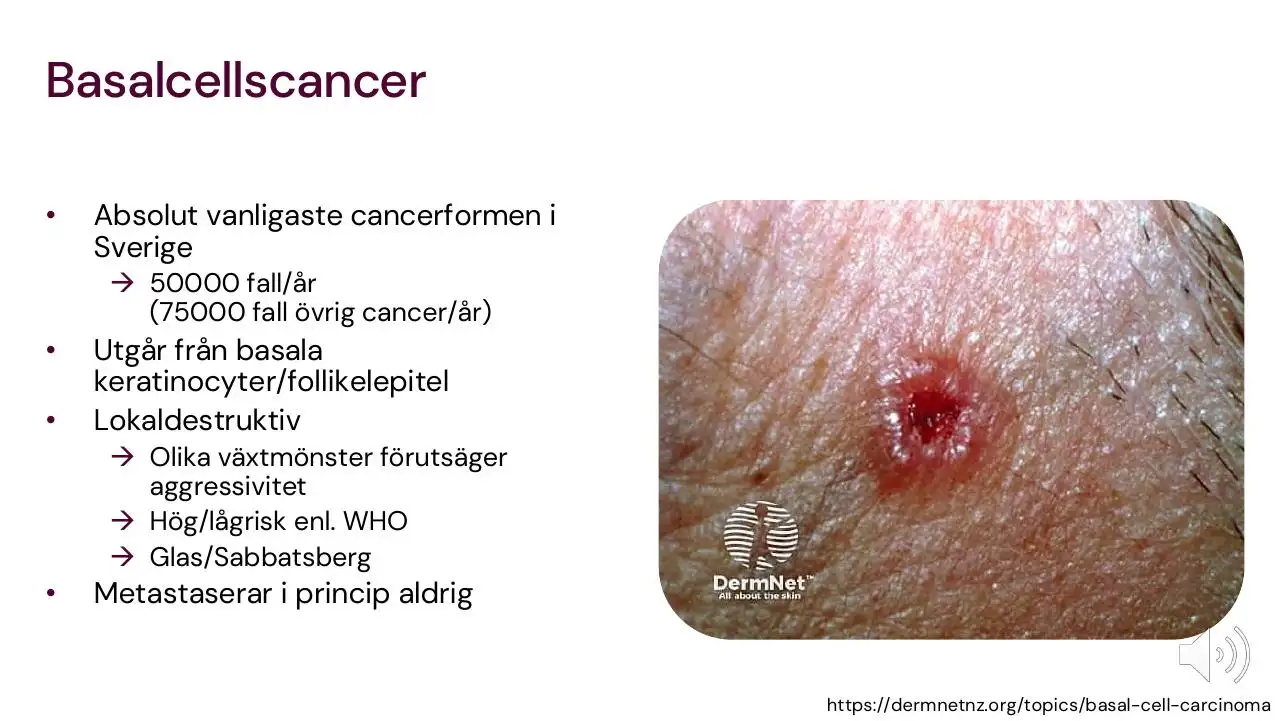 Basalcellscancer
• Absolut vanligaste cancerformen i
Sverige
→ 50000 fall/år
(75000 fall övrig cancer/år)
• Utgår från basala
keratinocyter/follikelepitel
• Lokaldestruktiv
→ Olika växtmönster förutsäger
aggressivitet
→ Hög/lågrisk enl. WHO
→ Glas/Sabbatsberg
• Metastaserar i princip aldrig
DermNet™
All about the skin
https://dermnetnz.org/topics/basal-cell-carcinoma